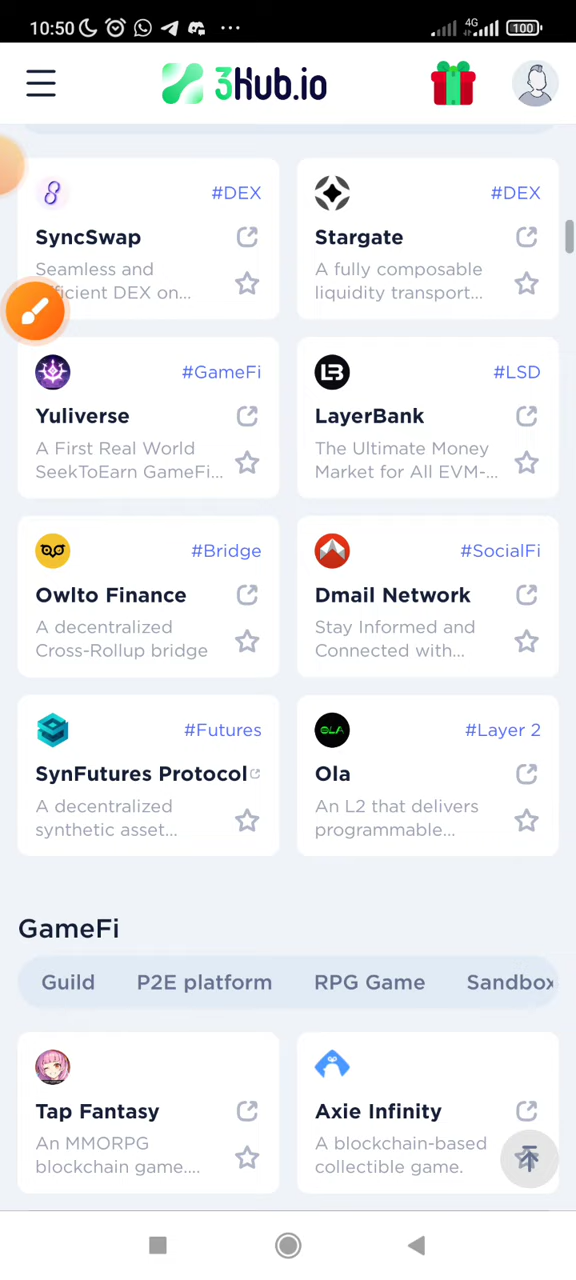 10:50
4G
100
3Hub.io
#DEX
SyncSwap
Seamless and
efficient DEX on...
#DEX
Stargate
A fully composable
liquidity transport...
#GameFi
Yuliverse
A First Real World
SeekToEarn GameFi...
#LSD
LayerBank
The Ultimate Money
Market for All EVM-...
#Bridge
Owlto Finance
A decentralized
Cross-Rollup bridge
#SocialFi
Dmail Network
Stay Informed and
Connected with...
#Futures
SynFutures Protocol
A decentralized
synthetic asset...
OLA
#Layer 2
Ola
An L2 that delivers
programmable...
GameFi
Guild P2E platform RPG Game Sandbox
Tap Fantasy
An MMORPG
blockchain game....
Axie Infinity
A blockchain-based
collectible game.